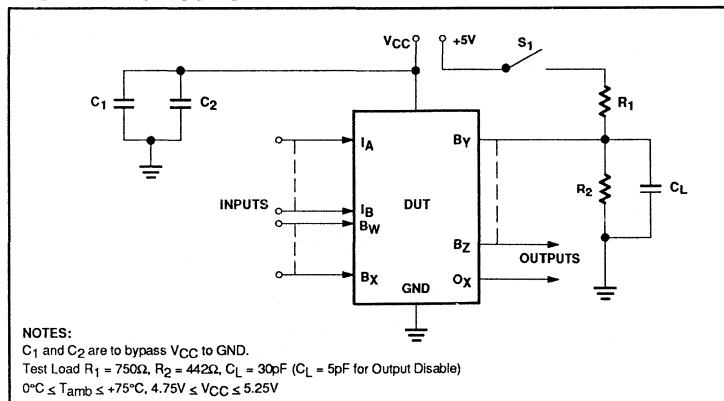 VCC
+5V
S1
C1
C2
R1
IA
BY
R2
CL
INPUTS
IB
DUT
BW
BZ
OUTPUTS
BX
GND
OX
NOTES:
C1 and C2 are to bypass VCC to GND.
Test Load R1 = 750Ω, R2 = 442Ω, CL = 30pF (CL = 5pF for Output Disable)
0°C ≤ Tamb ≤ +75°C, 4.75V ≤ VCC ≤ 5.25V